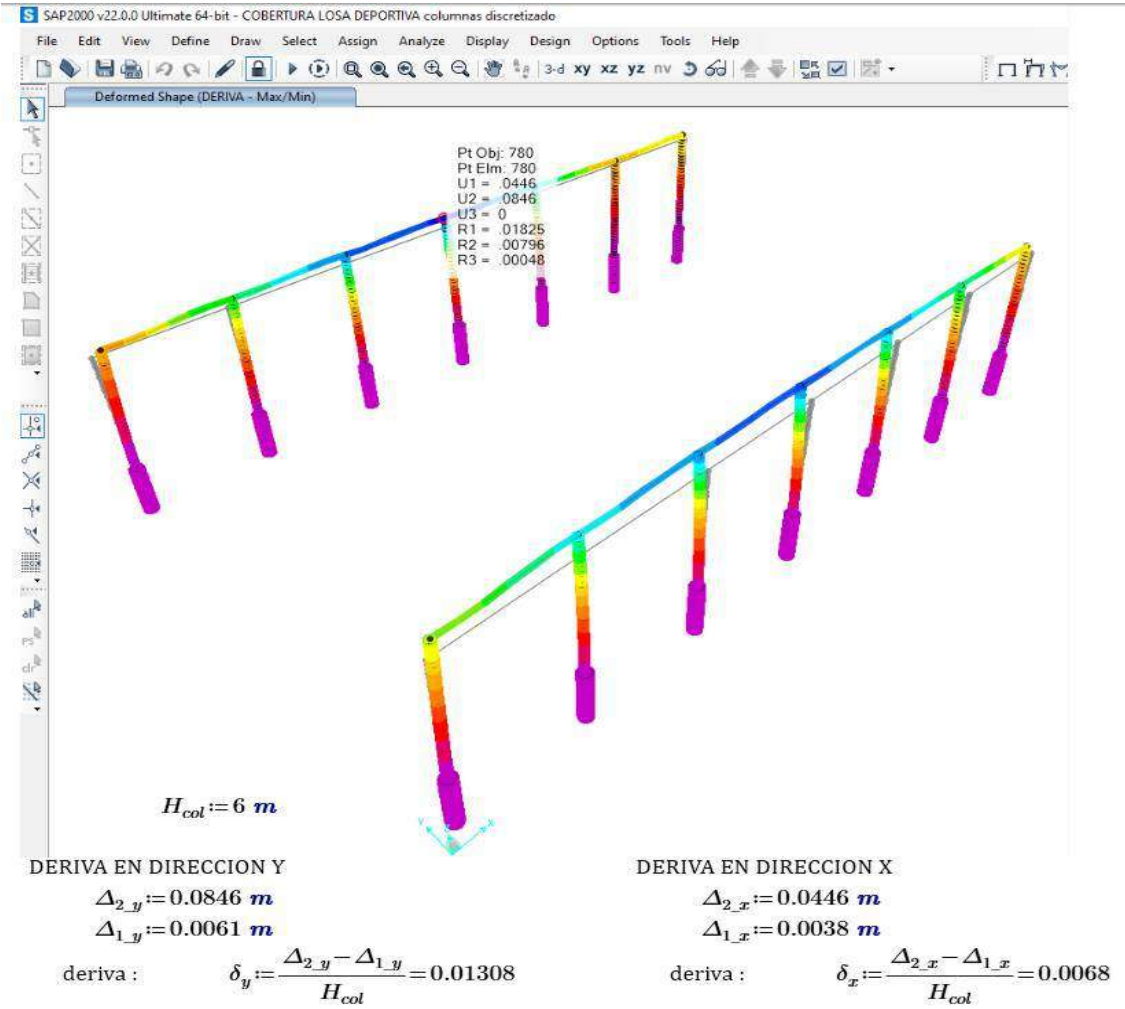 SAP2000 v22.0.0 Ultimate 64-bit - COBERTURA LOSA DEPORTIVA columnas discretizado
File Edit View Define Draw Select Assign Analyze Display Design Options Tools Help
3-d xy xz yz nv
Deformed Shape (DERIVA - Max/Min)
Pt Obj: 780
Pt Elm: 780
U1 = .0446
U2 = .0846
U3 = 0
R1 = .01825
R2 = .00796
R3 = .00048
all
PS
clr
Y X
H_col := 6 m
DERIVA EN DIRECCION Y
Δ_2_y := 0.0846 m
Δ_1_y := 0.0061 m
deriva : δ_y := (Δ_2_y − Δ_1_y) / H_col = 0.01308
DERIVA EN DIRECCION X
Δ_2_x := 0.0446 m
Δ_1_x := 0.0038 m
deriva : δ_x := (Δ_2_x − Δ_1_x) / H_col = 0.0068